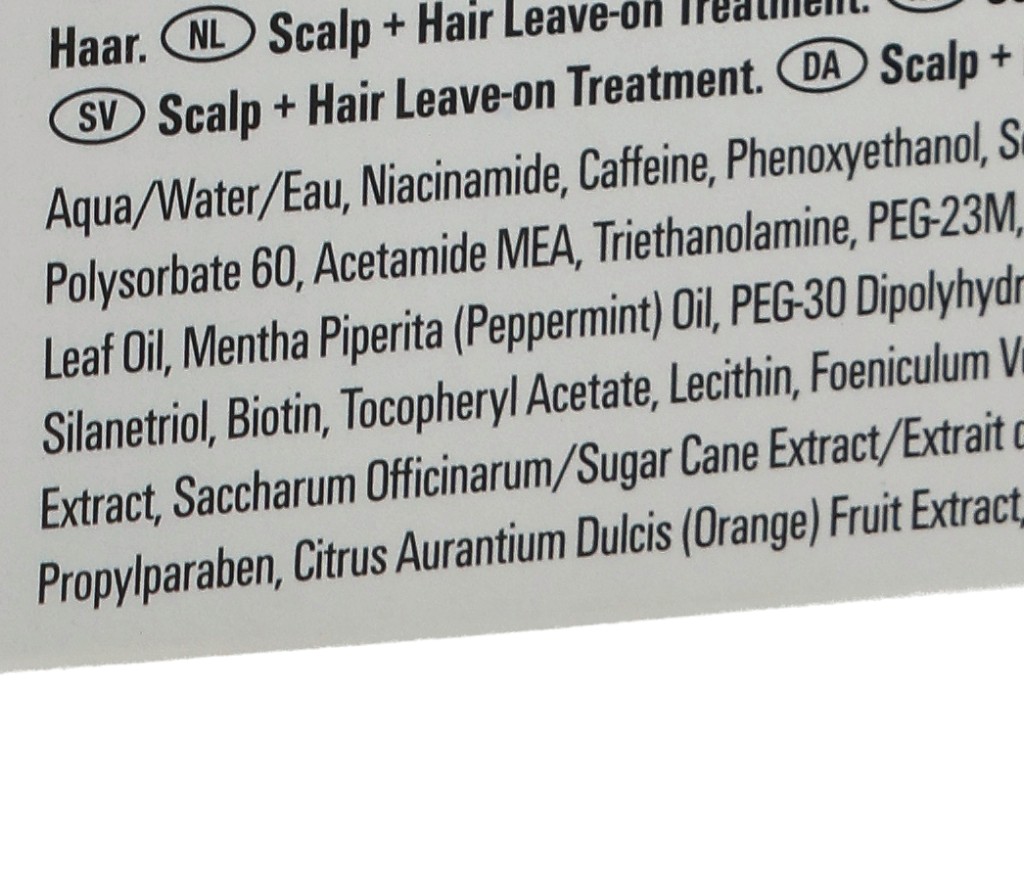 Haar. NL Scalp + Hair Leave-on Treatment.
SV Scalp + Hair Leave-on Treatment. DA Scalp +
Aqua/Water/Eau, Niacinamide, Caffeine, Phenoxyethanol,
Polysorbate 60, Acetamide MEA, Triethanolamine, PEG-23M,
Leaf Oil, Mentha Piperita (Peppermint) Oil, PEG-30 Dipolyhydr
Silanetriol, Biotin, Tocopheryl Acetate, Lecithin, Foeniculum
Extract, Saccharum Officinarum/Sugar Cane Extract/Extrait
Propylparaben, Citrus Aurantium Dulcis (Orange) Fruit Extract,